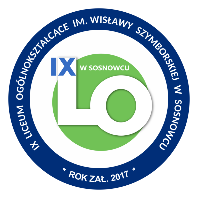 IX LICEUM OGÓLNOKSZTAŁCĄCE IM. WISŁAWY SZYMBORSKIEJ W SOSNOWCU
IX W SOSNOWCU
LO
• ROK ZAŁ. 2017 •